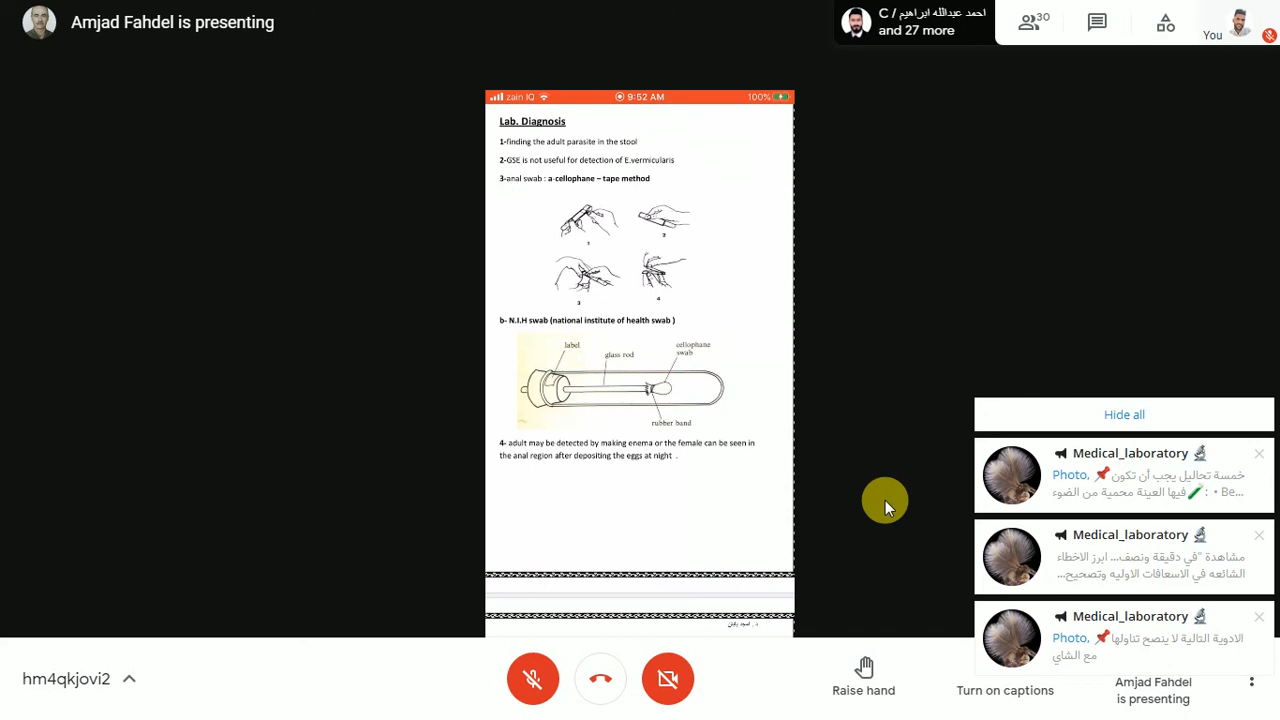 Amjad Fahdel is presenting
احمد عبدالله ابراهيم / C
and 27 more
30
You
zain IQ
9:52 AM
100%
Lab. Diagnosis
1-finding the adult parasite in the stool
2-GSE is not useful for detection of E.vermicularis
3-anal swab : a-cellophane – tape method
1
2
3
4
b- N.I.H swab (national institute of health swab )
label
glass rod
cellophane
swab
rubber band
4- adult may be detected by making enema or the female can be seen in
the anal region after depositing the eggs at night .
Hide all
Medical_laboratory
Photo, خمسة تحاليل يجب أن تكون
فيها العينة محمية من الضوء : • Be...
Medical_laboratory
مشاهدة "في دقيقة ونصف... ابرز الاخطاء
الشائعه في الاسعافات الاوليه وتصحيح...
Medical_laboratory
Photo, الادوية التالية لا ينصح تناولها
مع الشاي
hm4qkjovi2
Raise hand
Turn on captions
Amjad Fahdel
is presenting